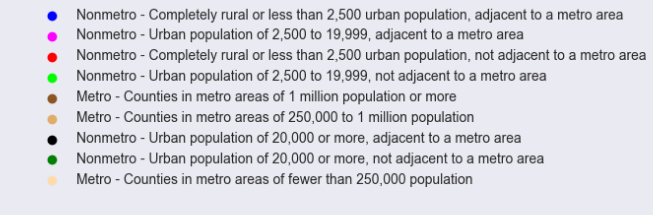 Nonmetro - Completely rural or less than 2,500 urban population, adjacent to a metro area
Nonmetro - Urban population of 2,500 to 19,999, adjacent to a metro area
Nonmetro - Completely rural or less than 2,500 urban population, not adjacent to a metro area
Nonmetro - Urban population of 2,500 to 19,999, not adjacent to a metro area
Metro - Counties in metro areas of 1 million population or more
Metro - Counties in metro areas of 250,000 to 1 million population
Nonmetro - Urban population of 20,000 or more, adjacent to a metro area
Nonmetro - Urban population of 20,000 or more, not adjacent to a metro area
Metro - Counties in metro areas of fewer than 250,000 population